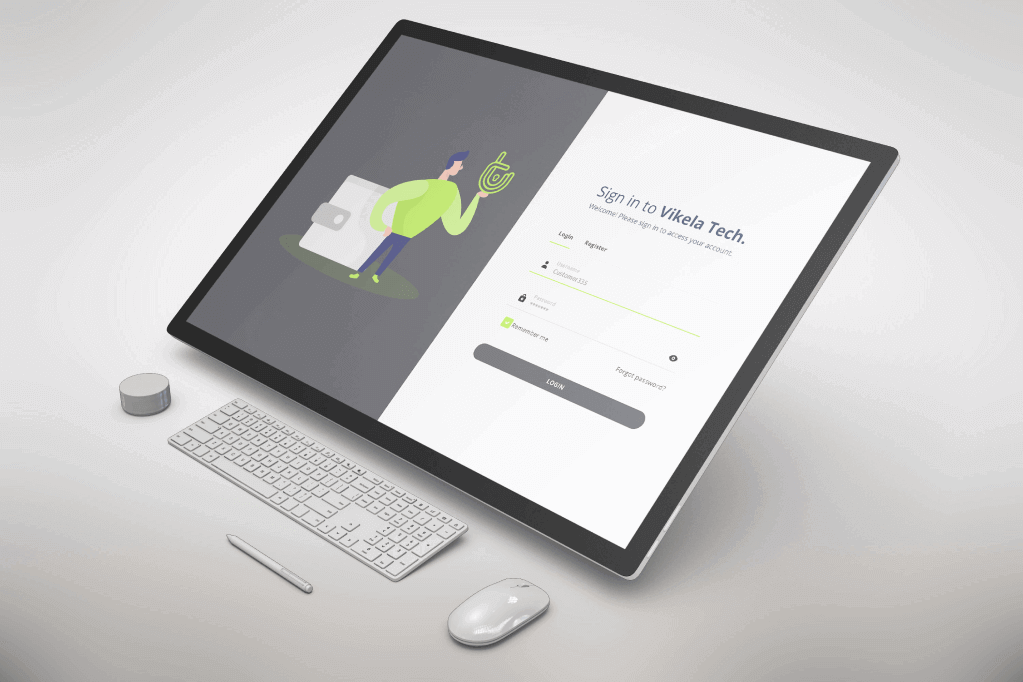 Sign in to Vikela Tech.
Welcome! Please sign in to access your account.
Login Register
Username
Customer333
Password
Remember me
Forgot password?
LOGIN